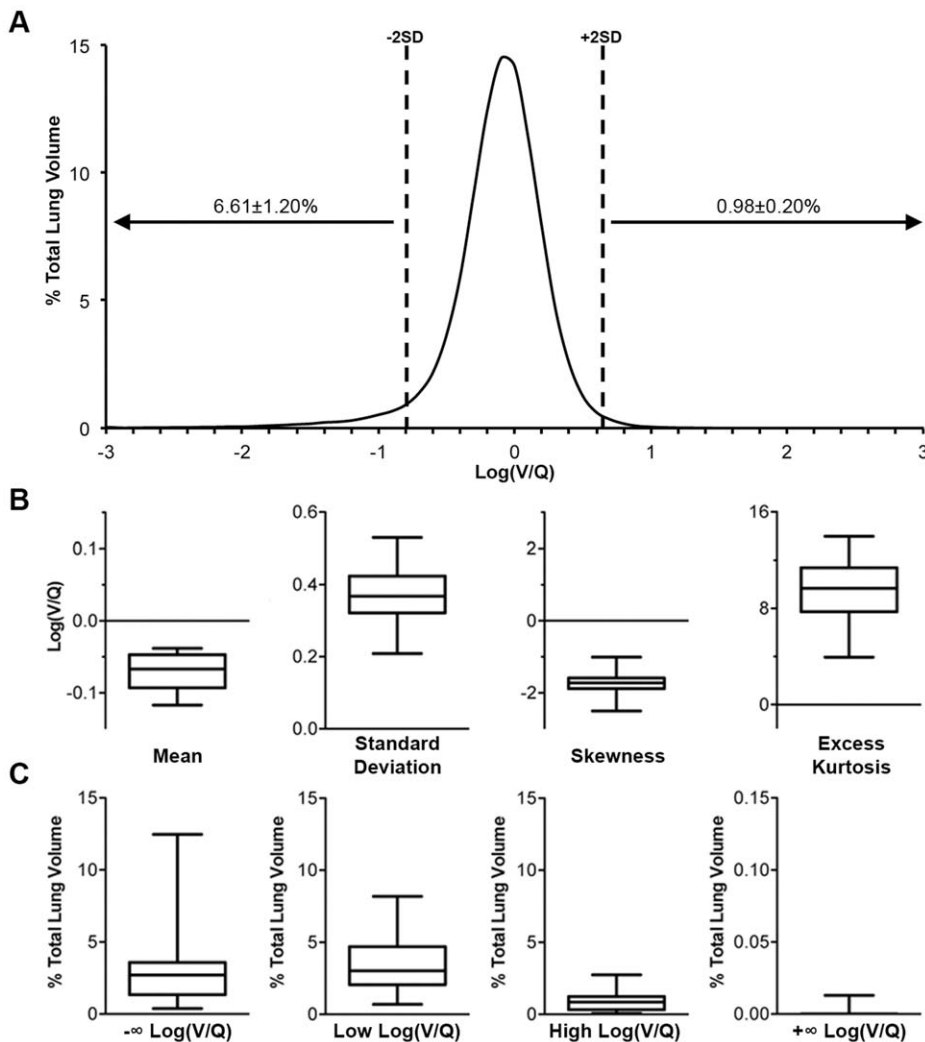 A
-2SD
+2SD
15
10
5
0
% Total Lung Volume
6.61±1.20%
0.98±0.20%
-3
-2
-1
0
1
2
3
Log(V/Q)
B
Log(V/Q)
0.1
0.0
-0.1
Mean
0.6
0.4
0.2
0.0
Standard
Deviation
2
0
-2
Skewness
16
8
0
Excess
Kurtosis
C
% Total Lung Volume
15
10
5
0
-∞ Log(V/Q)
% Total Lung Volume
15
10
5
0
Low Log(V/Q)
% Total Lung Volume
15
10
5
0
High Log(V/Q)
% Total Lung Volume
0.15
0.10
0.05
0.00
+∞ Log(V/Q)